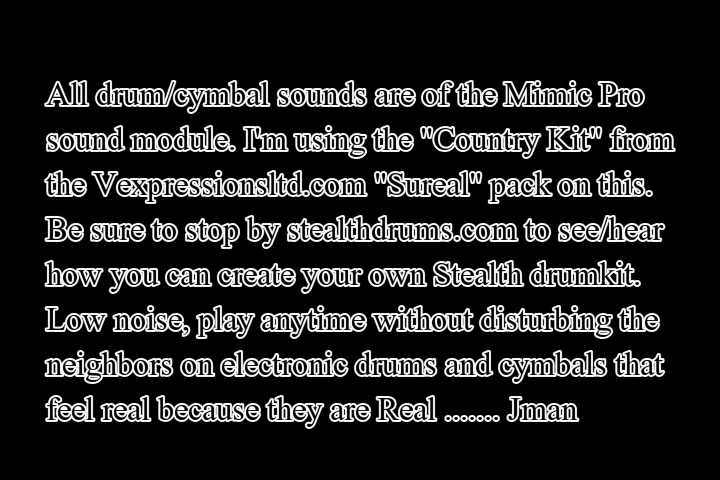 All drum/cymbal sounds are of the Mimic Pro
sound module. I'm using the "Country Kit" from
the Vexpressionsltd.com "Sureal" pack on this.
Be sure to stop by stealthdrums.com to see/hear
how you can create your own Stealth drumkit.
Low noise, play anytime without disturbing the
neighbors on electronic drums and cymbals that
feel real because they are Real ....... Jman